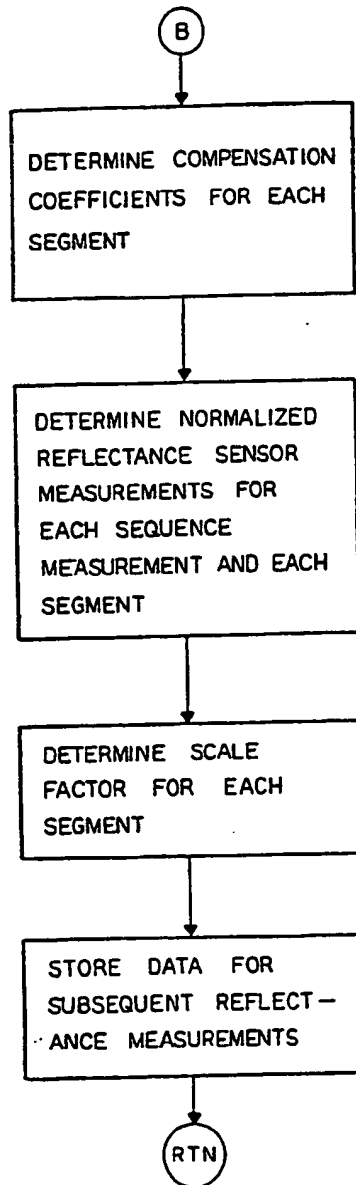 B
DETERMINE COMPENSATION
COEFFICIENTS FOR EACH
SEGMENT
DETERMINE NORMALIZED
REFLECTANCE SENSOR
MEASUREMENTS FOR
EACH SEQUENCE
MEASUREMENT AND EACH
SEGMENT
DETERMINE SCALE
FACTOR FOR EACH
SEGMENT
STORE DATA FOR
SUBSEQUENT REFLECT-
ANCE MEASUREMENTS
RTN